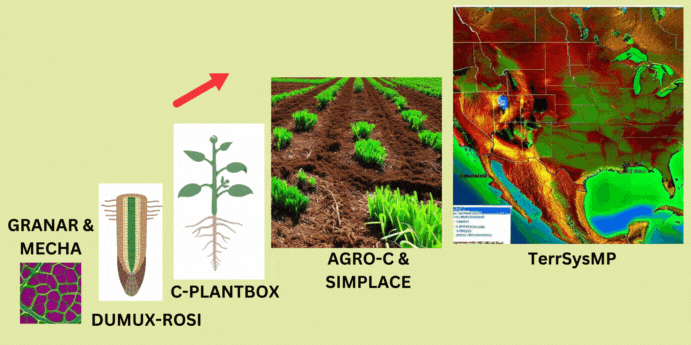 GRANAR &
MECHA
DUMUX-ROSI
C-PLANTBOX
AGRO-C &
SIMPLACE
TerrSysMP